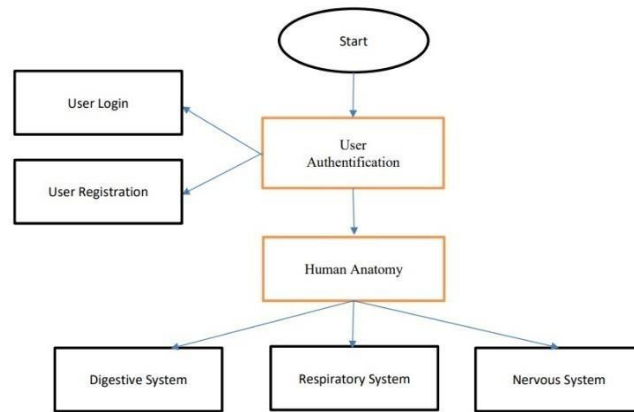 Start
User Login
User
Authentification
User Registration
Human Anatomy
Digestive System
Respiratory System
Nervous System